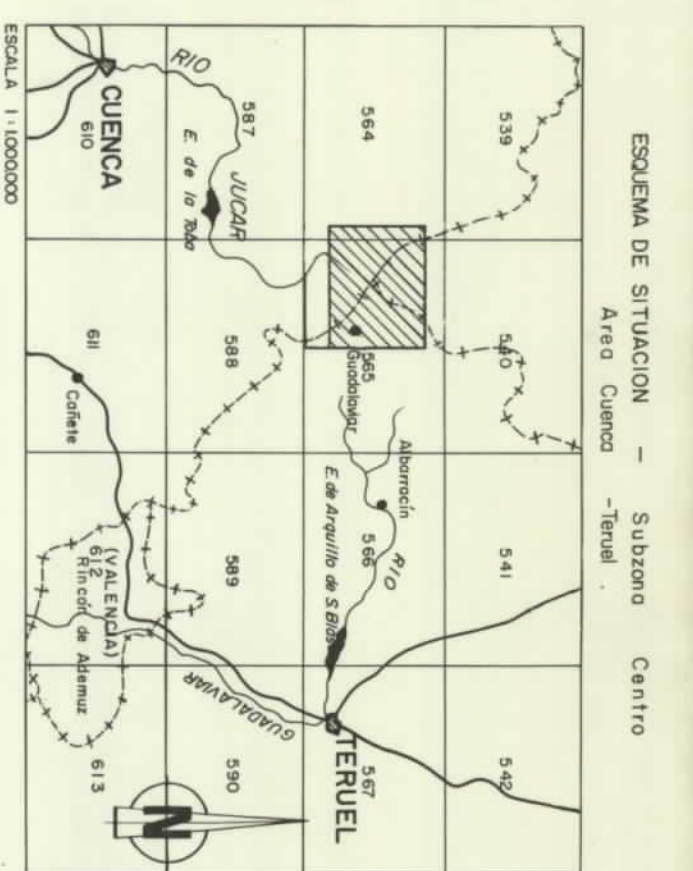 ESQUEMA DE SITUACION — Subzona Centro
Area Cuenca - Teruel.
539
540
541
542
564
565
Guadalaviar
Albarracín
RIO
566
567
TERUEL
E. de Arquillo de S. Blás
RIO
JUCAR
587
E. de la Toba
588
589
GUADALAVIAR
590
CUENCA
610
611
Cañete
(VALENCIA)
612
Rincón de Ademuz
613
N
ESCALA 1:1.000.000